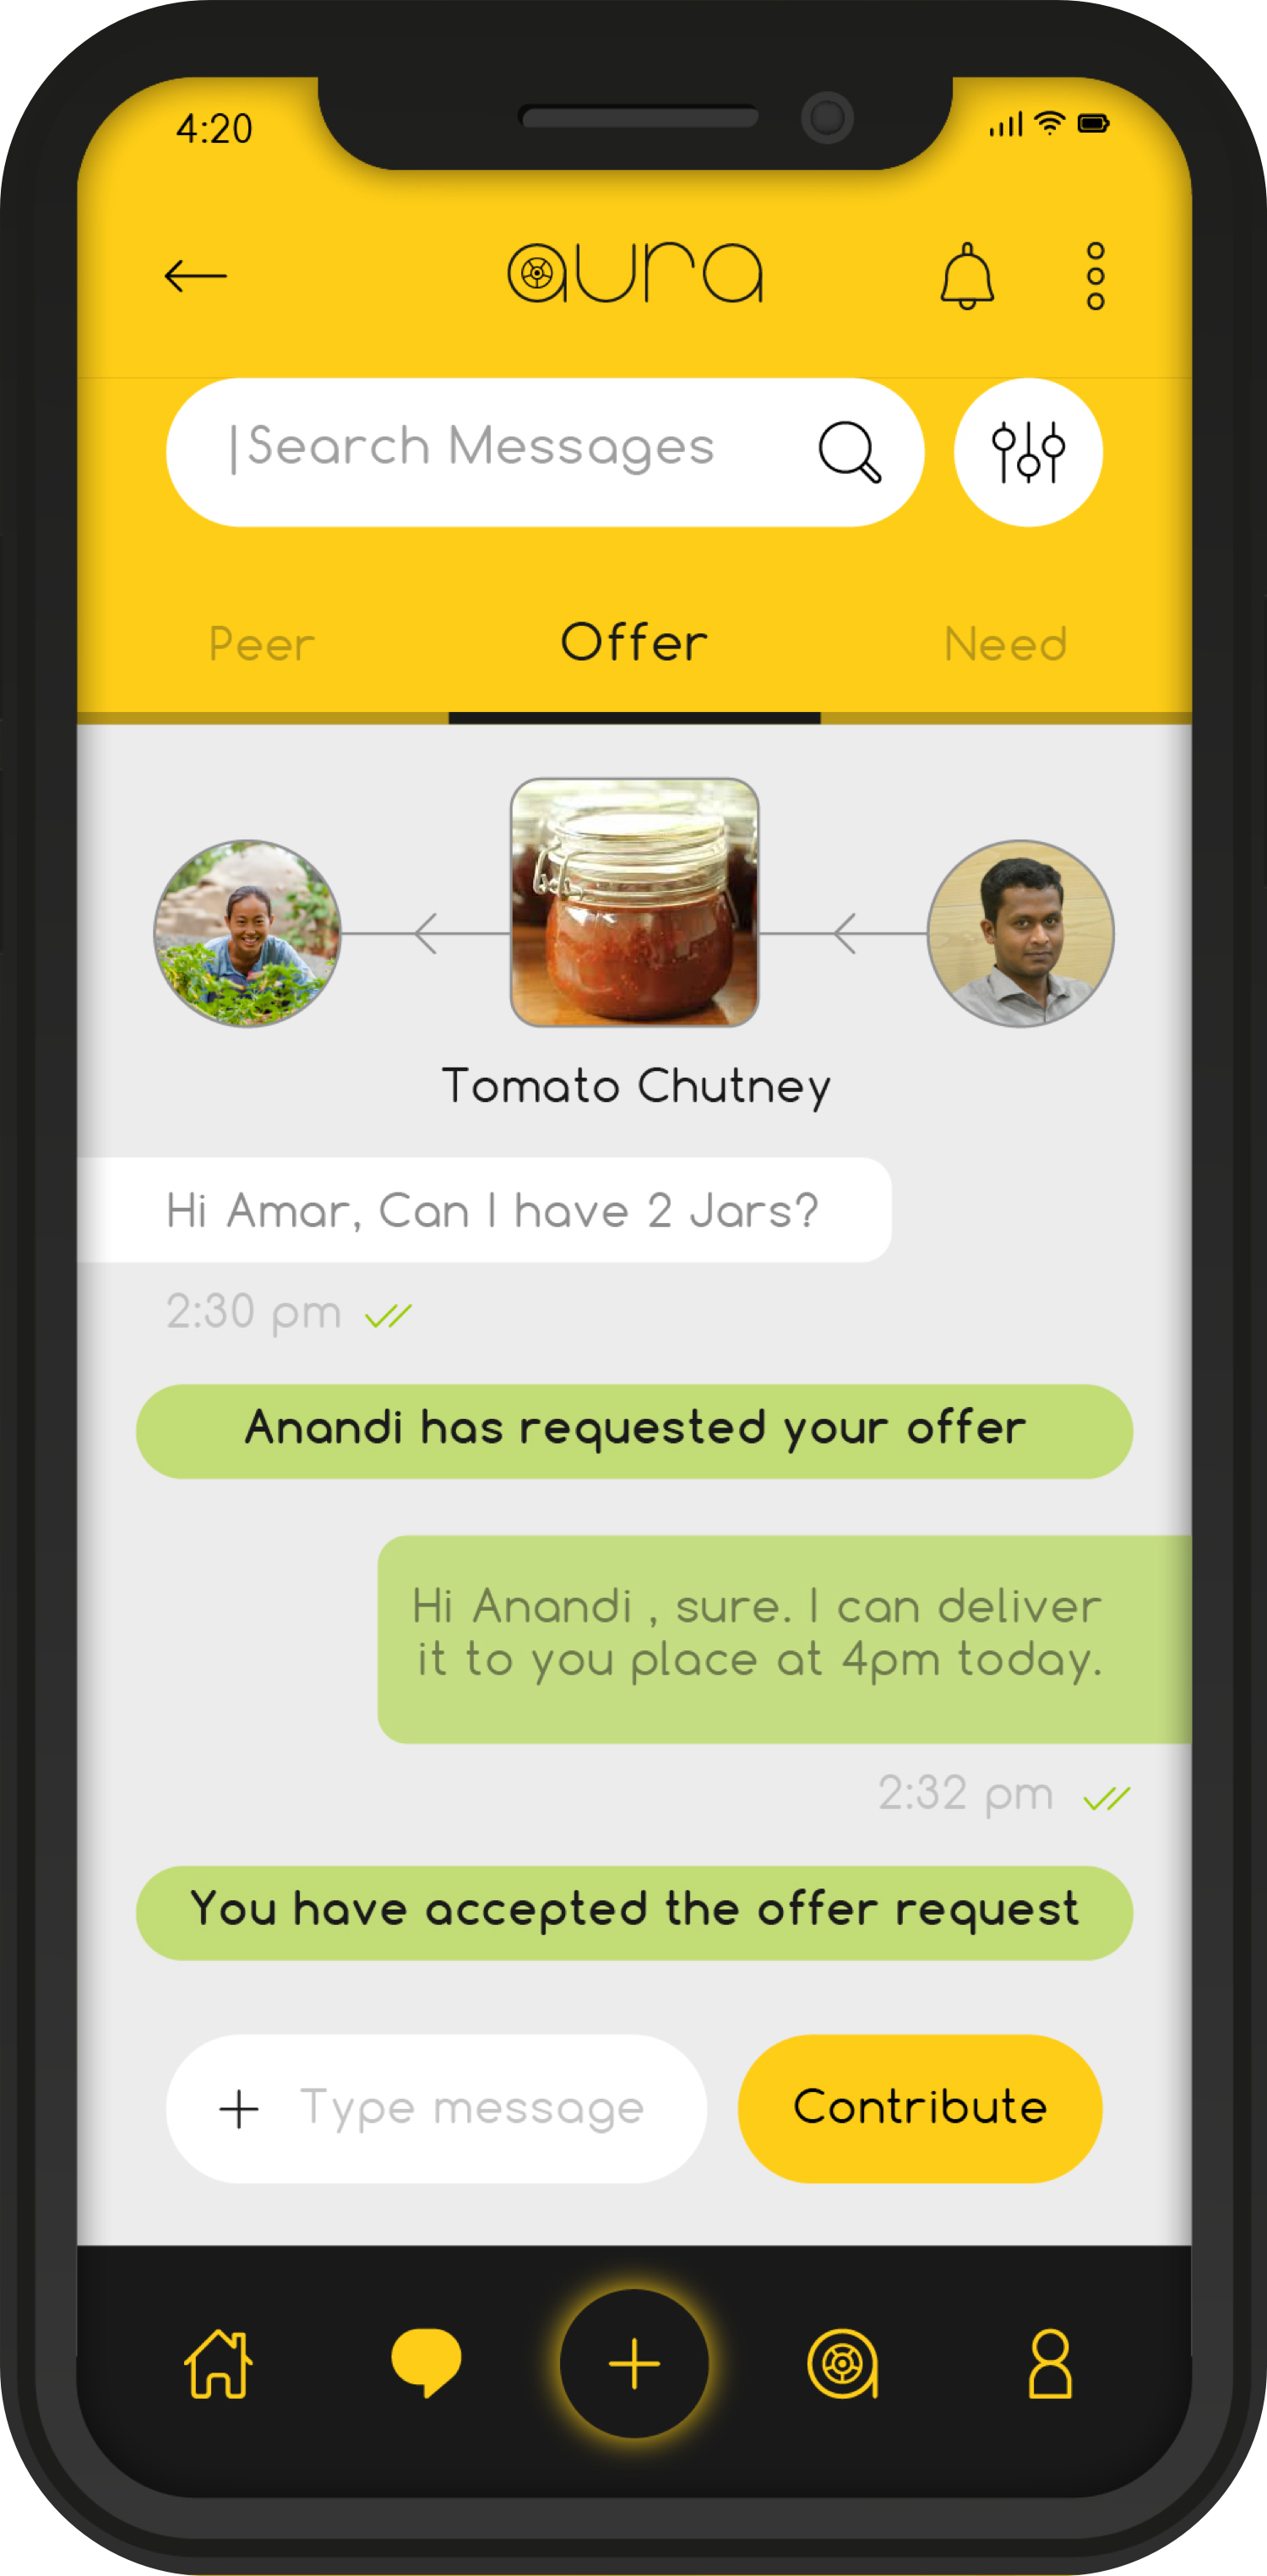 4:20
aura
Search Messages
Peer Offer Need
Tomato Chutney
Hi Amar, Can I have 2 Jars?
2:30 pm
Anandi has requested your offer
Hi Anandi , sure. I can deliver
it to you place at 4pm today.
2:32 pm
You have accepted the offer request
Type message
Contribute